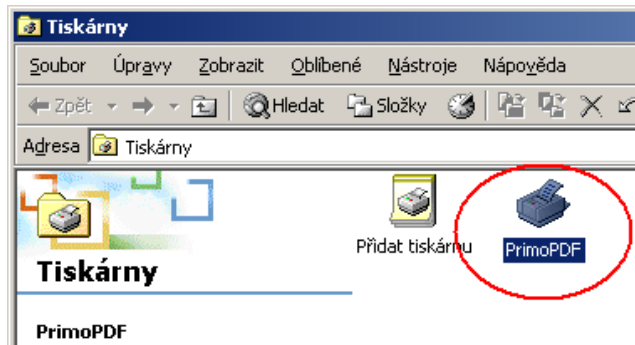 Tiskárny
Soubor Úpravy Zobrazit Oblíbené Nástroje Nápověda
Zpět Hledat Složky
Adresa Tiskárny
Přidat tiskárnu PrimoPDF
Tiskárny
PrimoPDF